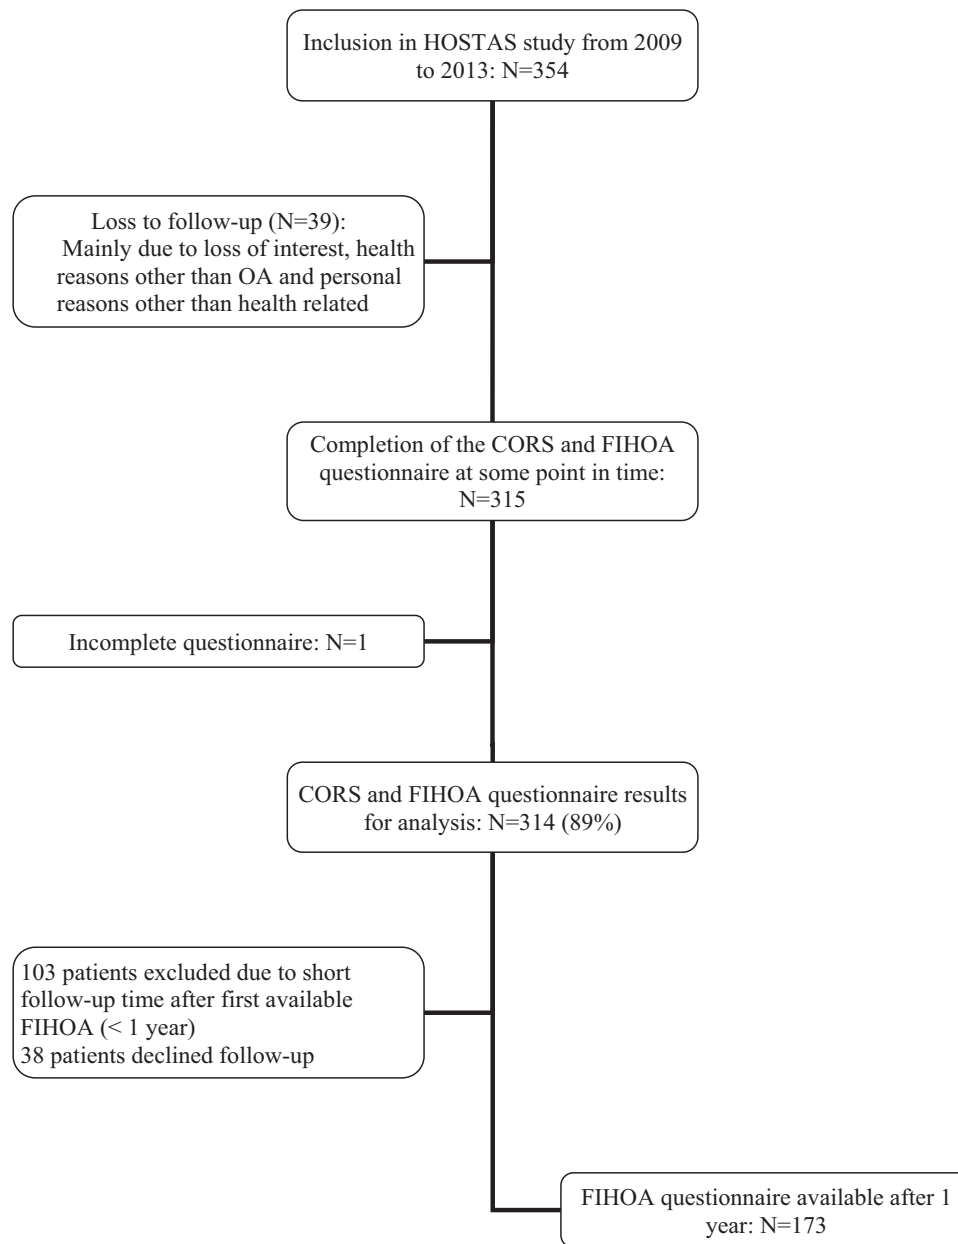 Inclusion in HOSTAS study from 2009
to 2013: N=354
Loss to follow-up (N=39):
Mainly due to loss of interest, health
reasons other than OA and personal
reasons other than health related
Completion of the CORS and FIHOA
questionnaire at some point in time:
N=315
Incomplete questionnaire: N=1
CORS and FIHOA questionnaire results
for analysis: N=314 (89%)
103 patients excluded due to short
follow-up time after first available
FIHOA (< 1 year)
38 patients declined follow-up
FIHOA questionnaire available after 1
year: N=173